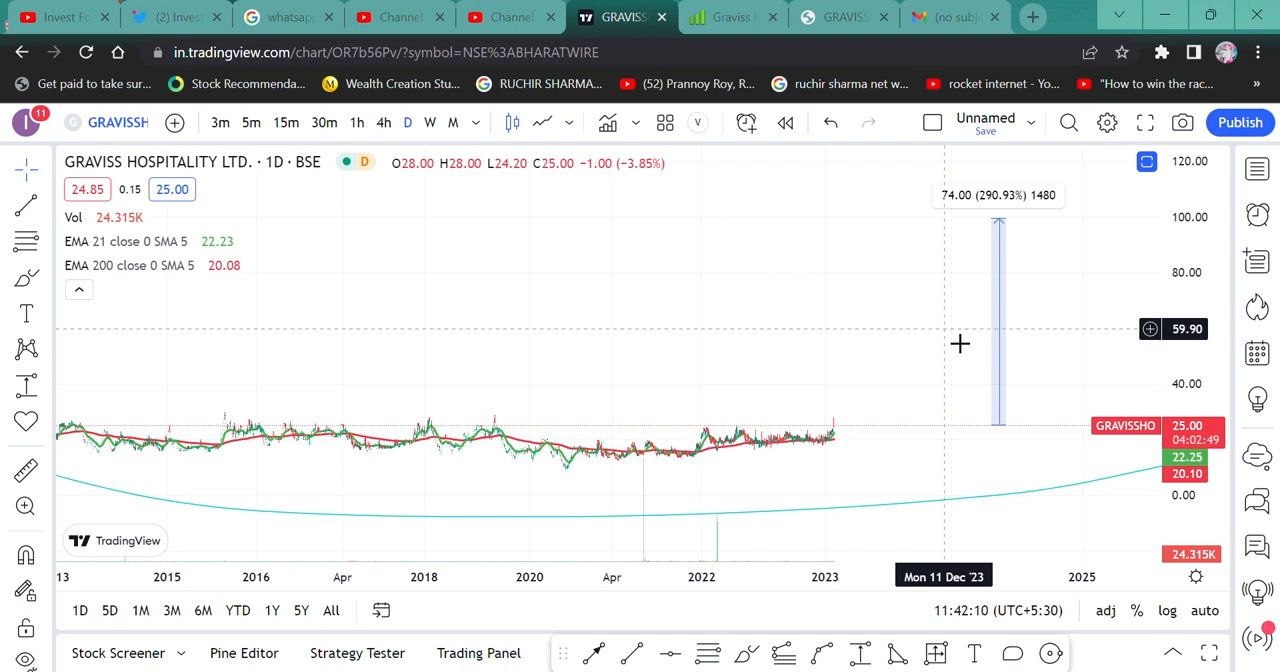 Invest Fo
(2) Invest
whatsapp
Channel
Channel
GRAVISS
Graviss H
GRAVISS
(no subj
in.tradingview.com/chart/OR7b56Pv/?symbol=NSE%3ABHARATWIRE
Get paid to take sur...
Stock Recommenda...
Wealth Creation Stu...
RUCHIR SHARMA...
(52) Prannoy Roy, R...
ruchir sharma net w...
rocket internet - Yo...
"How to win the rac...
»
I
11
G
GRAVISSH
3m
5m
15m
30m
1h
4h
D
W
M
V
Unnamed
Save
Publish
GRAVISS HOSPITALITY LTD. · 1D · BSE
D
O28.00 H28.00 L24.20 C25.00 −1.00 (−3.85%)
24.85
0.15
25.00
Vol 24.315K
EMA 21 close 0 SMA 5 22.23
EMA 200 close 0 SMA 5 20.08
74.00 (290.93%) 1480
120.00
100.00
80.00
59.90
40.00
GRAVISSHO
25.00
04:02:49
22.25
20.10
0.00
24.315K
TradingView
13
2015
2016
Apr
2018
2020
Apr
2022
2023
Mon 11 Dec '23
2025
1D
5D
1M
3M
6M
YTD
1Y
5Y
All
11:42:10 (UTC+5:30)
adj
%
log
auto
Stock Screener
Pine Editor
Strategy Tester
Trading Panel